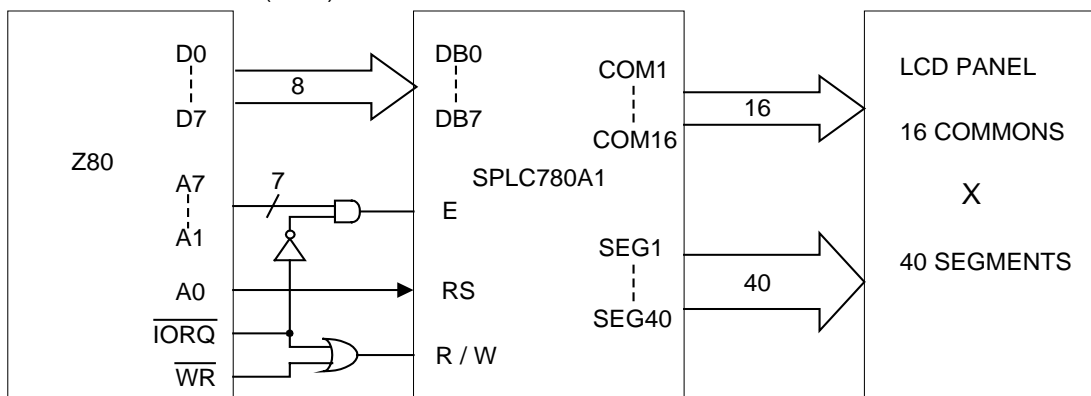 D0
D7
Z80
A7
A1
A0
IORQ
WR
8
7
DB0
DB7
SPLC780A1
E
RS
R / W
COM1
COM16
SEG1
SEG40
16
40
LCD PANEL
16 COMMONS
X
40 SEGMENTS